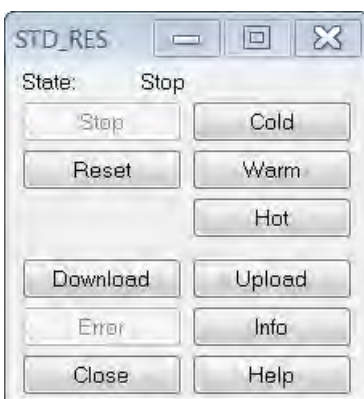 STD_RES
State: Stop
Stop Cold
Reset Warm
Hot
Download Upload
Error Info
Close Help